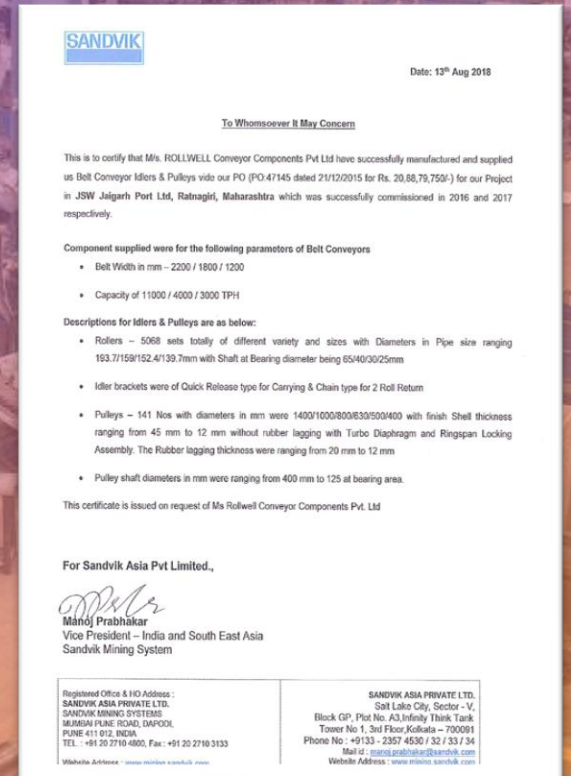 SANDVIK
Date: 13th Aug 2018
To Whomsoever It May Concern
This is to certify that M/s. ROLLWELL Conveyor Components Pvt Ltd have successfully manufactured and supplied
us Belt Conveyor Idlers & Pulleys vide our PO (PO:47145 dated 21/12/2015 for Rs. 20,88,79,750/-) for our Project
in JSW Jaigarh Port Ltd, Ratnagiri, Maharashtra which was successfully commissioned in 2016 and 2017
respectively.
Component supplied were for the following parameters of Belt Conveyors
• Belt Width in mm – 2200 / 1800 / 1200
• Capacity of 11000 / 4000 / 3000 TPH
Descriptions for Idlers & Pulleys are as below:
• Rollers – 5068 sets totally of different variety and sizes with Diameters in Pipe size ranging
193.7/159/152.4/139.7mm with Shaft at Bearing diameter being 65/40/30/25mm
• Idler brackets were of Quick Release type for Carrying & Chain type for 2 Roll Return
• Pulleys – 141 Nos with diameters in mm were 1400/1000/800/630/500/400 with finish Shell thickness
ranging from 45 mm to 12 mm without rubber lagging with Turbo Diaphragm and Ringspan Locking
Assembly. The Rubber lagging thickness were ranging from 20 mm to 12 mm
• Pulley shaft diameters in mm were ranging from 400 mm to 125 at bearing area.
This certificate is issued on request of Ms Rollwell Conveyor Components Pvt. Ltd
For Sandvik Asia Pvt Limited.,
Manoj Prabhakar
Vice President – India and South East Asia
Sandvik Mining System
Registered Office & HO Address :
SANDVIK ASIA PRIVATE LTD.
SANDVIK MINING SYSTEMS
MUMBAI PUNE ROAD, DAPODI,
PUNE 411 012, INDIA
TEL. : +91 20 2710 4800, Fax : +91 20 2710 3133
Website Address : www.mining.sandvik.com
SANDVIK ASIA PRIVATE LTD.
Salt Lake City, Sector - V,
Block GP, Plot No. A3,Infinity Think Tank
Tower No 1, 3rd Floor,Kolkata – 700091
Phone No : +9133 - 2357 4530 / 32 / 33 / 34
Mail id : manoj.prabhakar@sandvik.com
Website Address : www.mining.sandvik.com